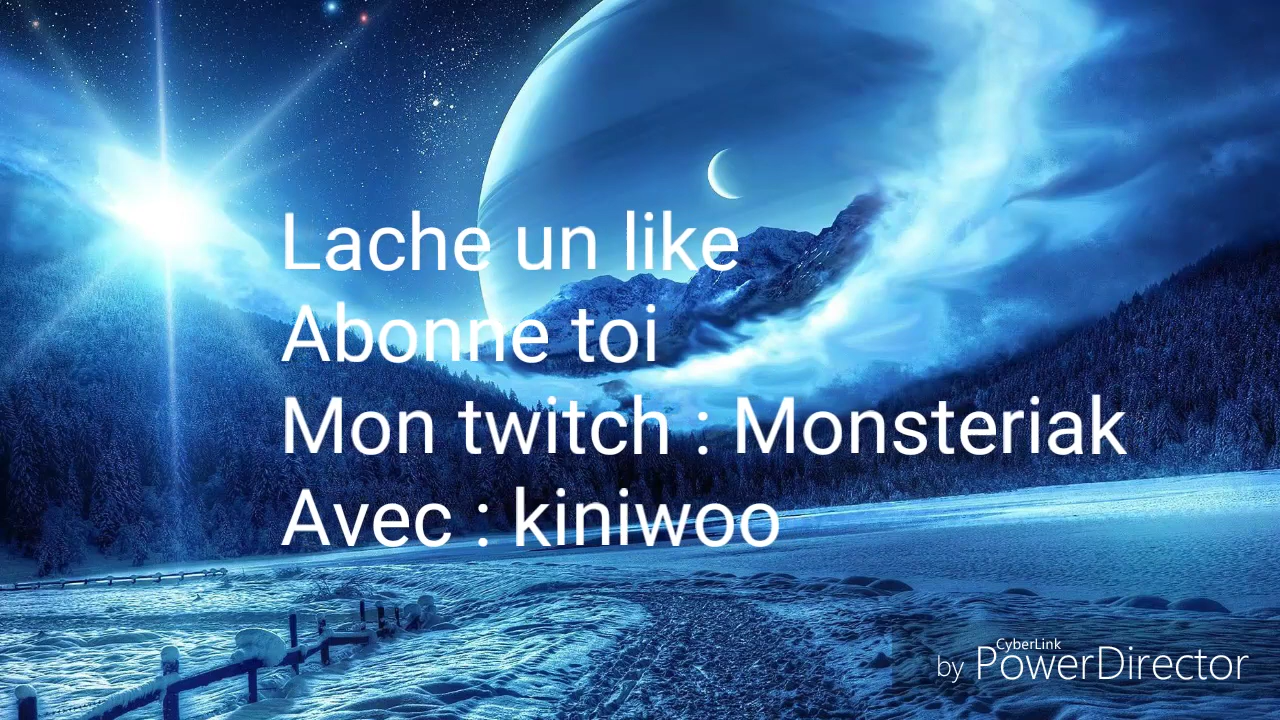 Lache un like
Abonne toi
Mon twitch : Monsteriak
Avec : kiniwoo
CyberLink
by PowerDirector